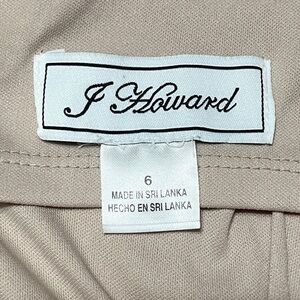 J Howard
6
MADE IN SRI LANKA
HECHO EN SRI LANKA